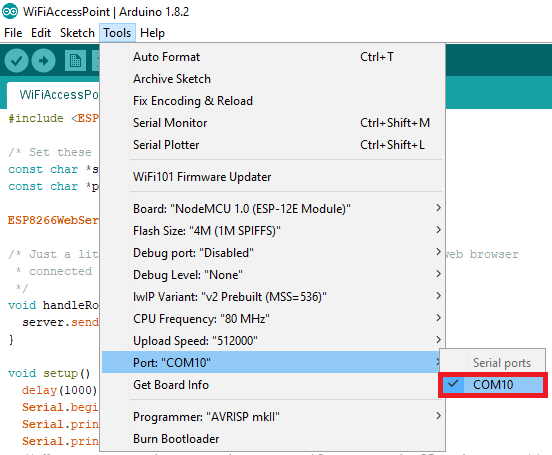 WiFiAccessPoint | Arduino 1.8.2
File Edit Sketch Tools Help
Auto Format Ctrl+T
Archive Sketch
WiFiAccessPoi
Fix Encoding & Reload
#include <ESP
Serial Monitor Ctrl+Shift+M
Serial Plotter Ctrl+Shift+L
/* Set these
const char *s
WiFi101 Firmware Updater
const char *p
Board: "NodeMCU 1.0 (ESP-12E Module)"
ESP8266WebSer
Flash Size: "4M (1M SPIFFS)"
/* Just a lit
Debug port: "Disabled"
web browser
* connected
Debug Level: "None"
*/
IwIP Variant: "v2 Prebuilt (MSS=536)"
void handleRo
CPU Frequency: "80 MHz"
server.send
Upload Speed: "512000"
}
Port: "COM10"
Serial ports
void setup()
Get Board Info
COM10
delay(1000)
Serial.begi
Programmer: "AVRISP mkII"
Serial.prin
Serial.prin
Burn Bootloader